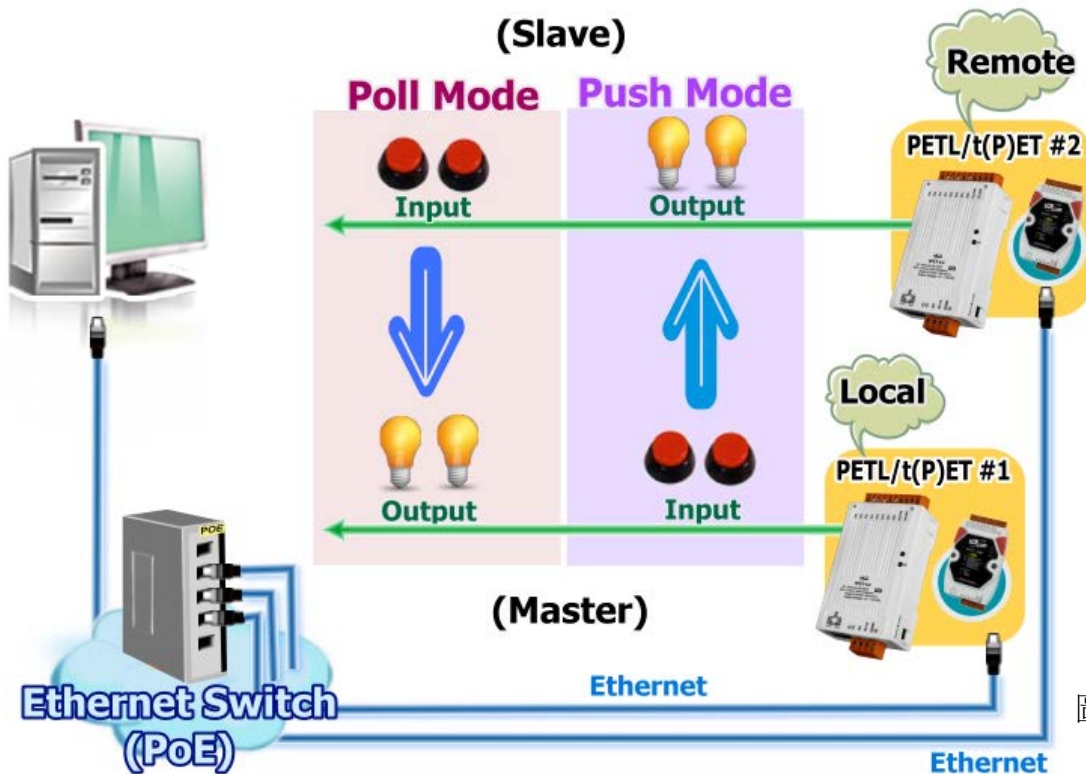 (Slave)
Remote
Poll Mode
Push Mode
PETL/t(P)ET #2
Input
Output
Local
PETL/t(P)ET #1
POE
Output
Input
(Master)
Ethernet Switch
(PoE)
Ethernet
Ethernet